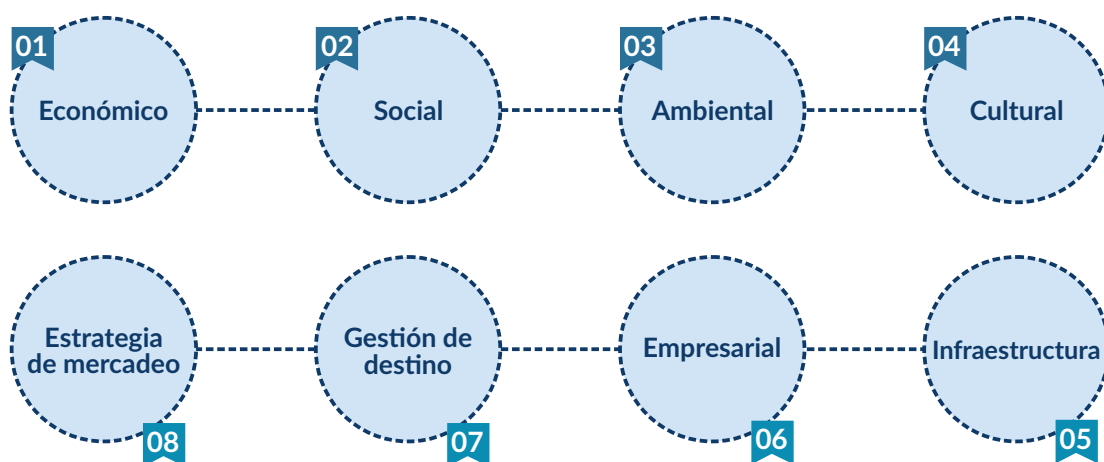 01
Económico
02
Social
03
Ambiental
04
Cultural
Estrategia
de mercadeo
08
Gestión de
destino
07
Empresarial
06
Infraestructura
05